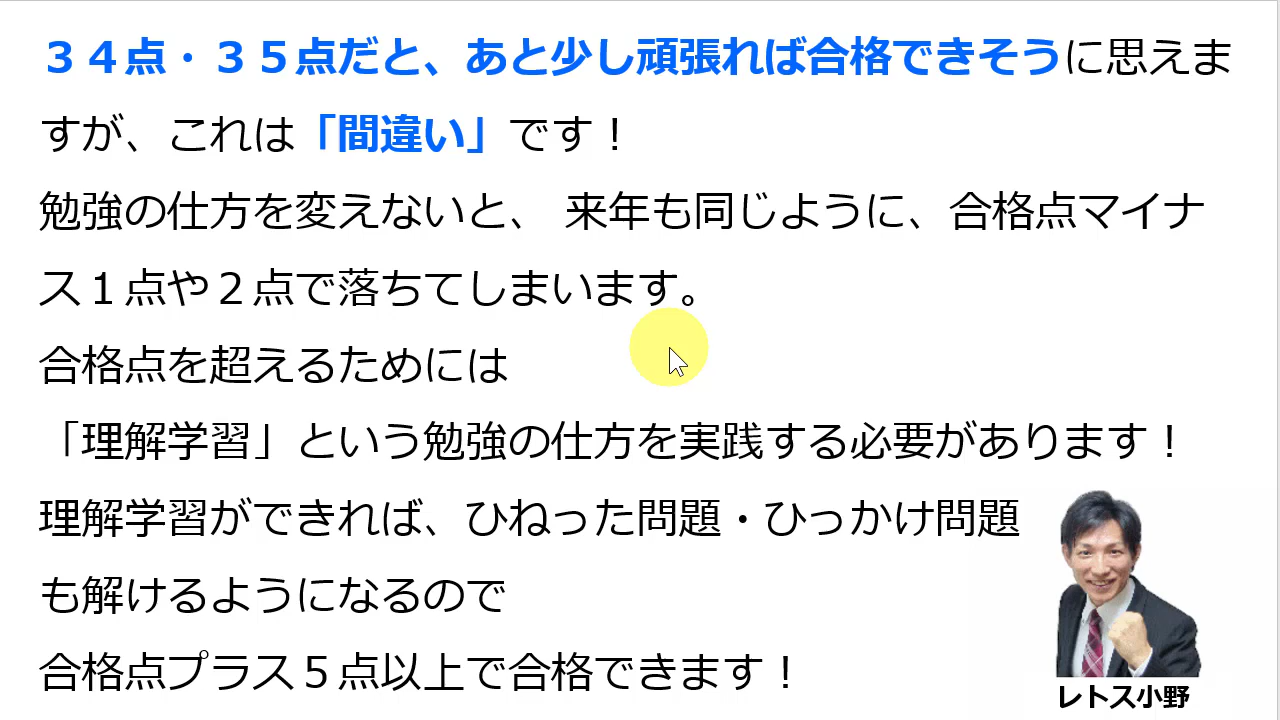 ３４点・３５点だと、あと少し頑張れば合格できそうに思えま
すが、これは「間違い」です！
勉強の仕方を変えないと、 来年も同じように、合格点マイナ
ス１点や２点で落ちてしまいます。
合格点を超えるためには
「理解学習」という勉強の仕方を実践する必要があります！
理解学習ができれば、ひねった問題・ひっかけ問題
も解けるようになるので
合格点プラス５点以上で合格できます！
レトス小野